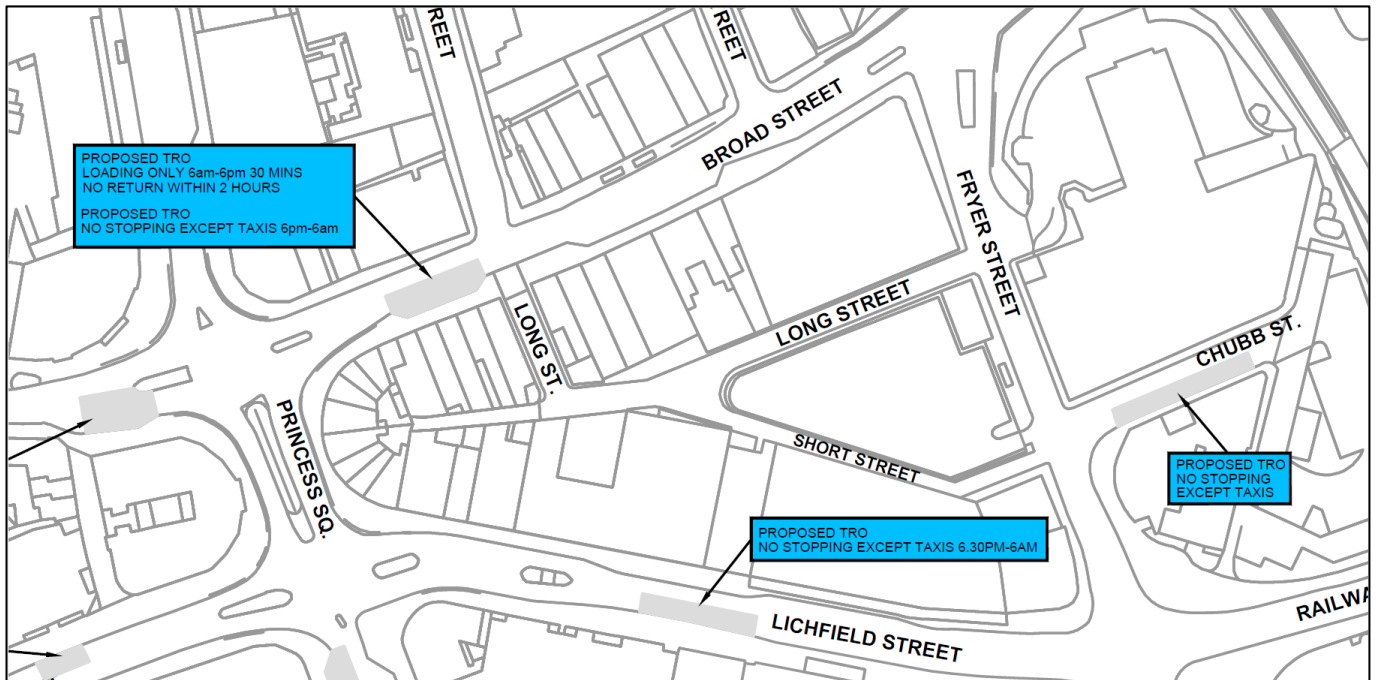 REET
REET
BROAD STREET
PROPOSED TRO
LOADING ONLY 6am-6pm 30 MINS
NO RETURN WITHIN 2 HOURS
PROPOSED TRO
NO STOPPING EXCEPT TAXIS 6pm-6am
FRYER STREET
LONG STREET
LONG ST.
CHUBB ST.
PRINCESS SQ.
SHORT STREET
PROPOSED TRO
NO STOPPING
EXCEPT TAXIS
PROPOSED TRO
NO STOPPING EXCEPT TAXIS 6.30PM-6AM
LICHFIELD STREET
RAILWA